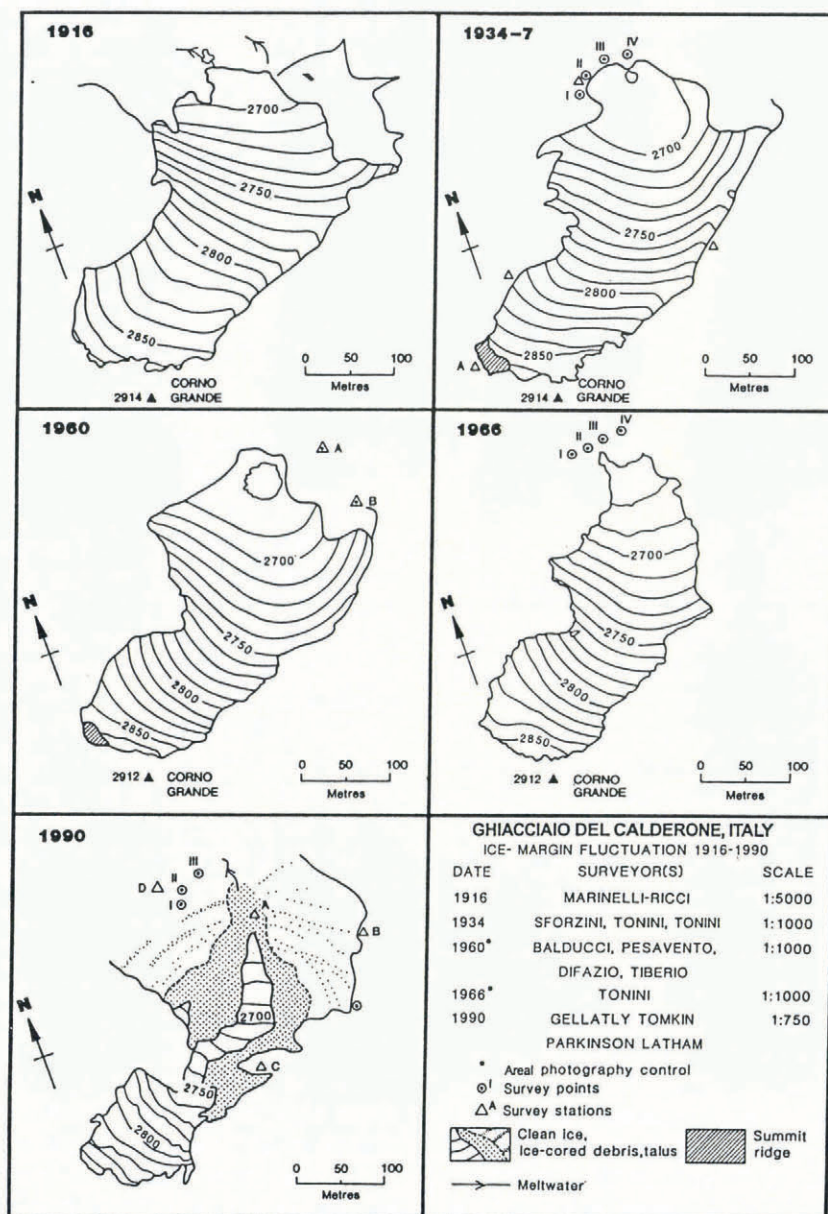 1916
2700
2750
2800
2850
N
0 50 100
Metres
2914 ▲ CORNO
GRANDE
1934-7
I
II
III
IV
2700
2750
2800
2850
N
A
0 50 100
Metres
2914 ▲ CORNO
GRANDE
1960
A
B
2700
2750
2800
2850
N
0 50 100
Metres
2912 ▲ CORNO
GRANDE
1966
I
II
III
IV
2700
2750
2800
2850
N
0 50 100
Metres
2912 ▲ CORNO
GRANDE
1990
III
II
I
D
A
B
C
2700
2750
2800
N
0 50 100
Metres
GHIACCIAIO DEL CALDERONE, ITALY
ICE- MARGIN FLUCTUATION 1916-1990
DATE SURVEYOR(S) SCALE
1916 MARINELLI-RICCI 1:5000
1934 SFORZINI, TONINI, TONINI 1:1000
1960* BALDUCCI, PESAVENTO, 1:1000
DIFAZIO, TIBERIO
1966* TONINI 1:1000
1990 GELLATLY TOMKIN 1:750
PARKINSON LATHAM
* Areal photography control
I Survey points
A Survey stations
Clean ice,
Ice-cored debris,talus
Summit
ridge
Meltwater